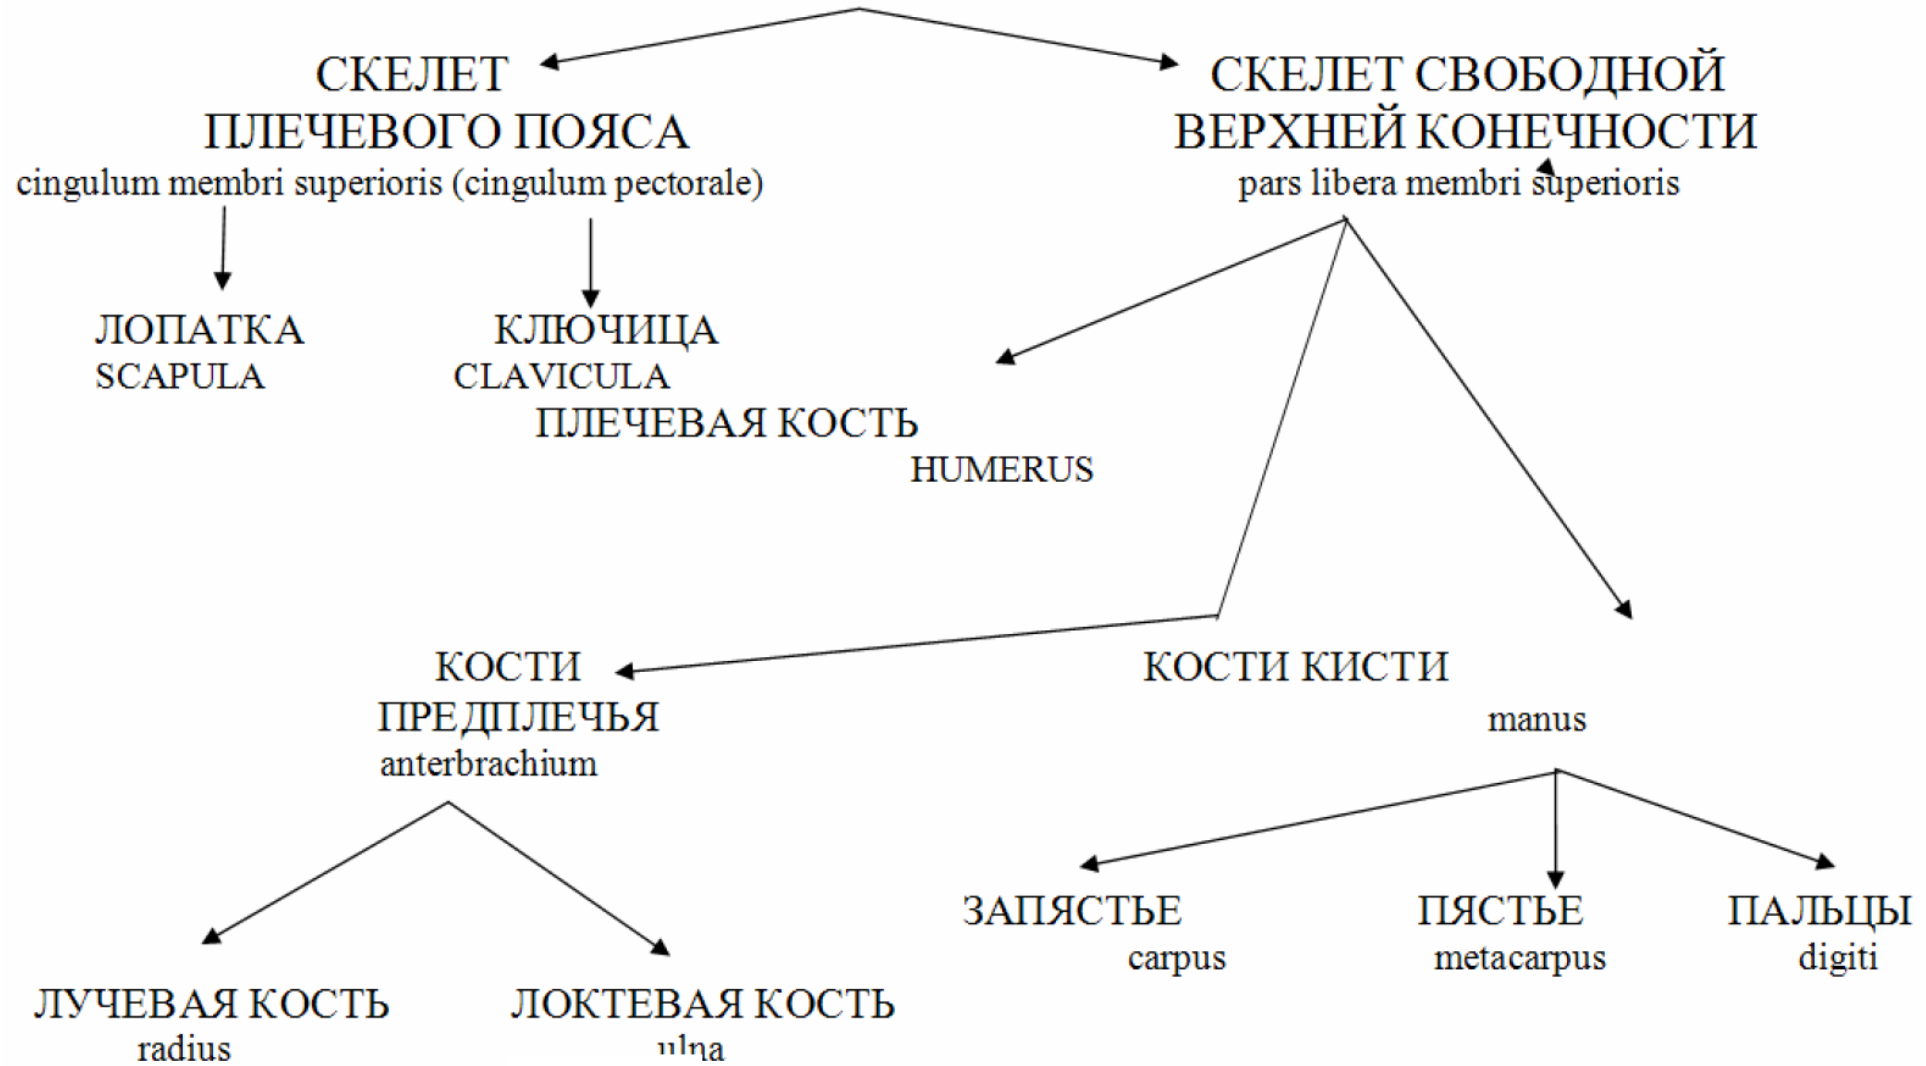 СКЕЛЕТ
ПЛЕЧЕВОГО ПОЯСА
cingulum membri superioris (cingulum pectorale)
СКЕЛЕТ СВОБОДНОЙ
ВЕРХНЕЙ КОНЕЧНОСТИ
pars libera membri superioris
ЛОПАТКА
SCAPULA
КЛЮЧИЦА
CLAVICULA
ПЛЕЧЕВАЯ КОСТЬ
HUMERUS
КОСТИ
ПРЕДПЛЕЧЬЯ
anterbrachium
КОСТИ КИСТИ
manus
ЛУЧЕВАЯ КОСТЬ
radius
ЛОКТЕВАЯ КОСТЬ
ulna
ЗАПЯСТЬЕ
carpus
ПЯСТЬЕ
metacarpus
ПАЛЬЦЫ
digiti